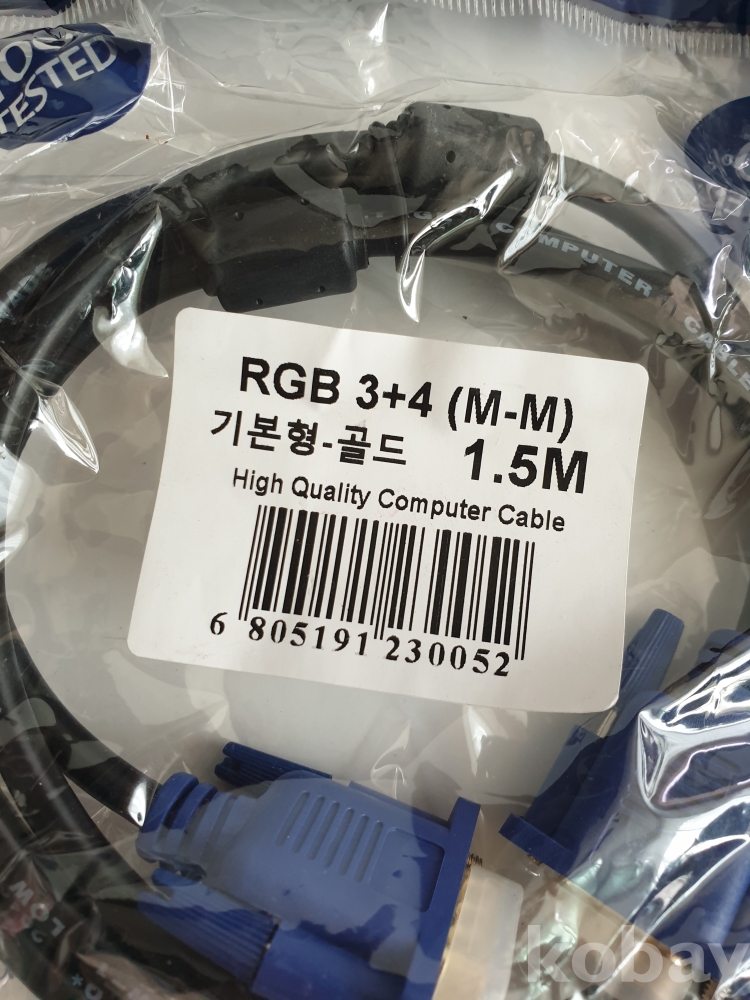 TESTED
COMPUTER
RGB 3+4 (M-M)
기본형-골드 1.5M
High Quality Computer Cable
6 805191 230052
LOW
kobay